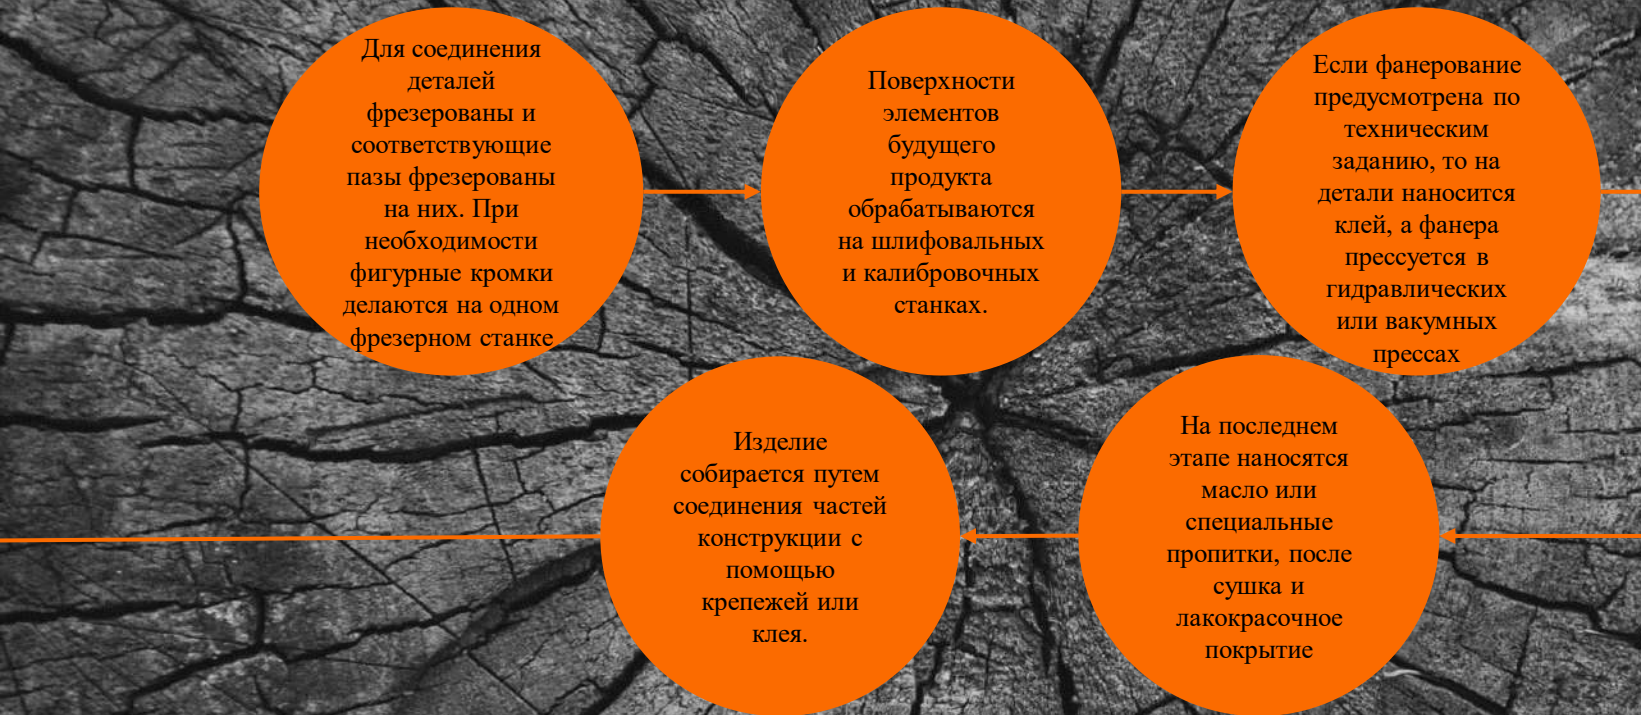 Для соединения
деталей
фрезерованы и
соответствующие
пазы фрезерованы
на них. При
необходимости
фигурные кромки
делаются на одном
фрезерном станке
Поверхности
элементов
будущего
продукта
обрабатываются
на шлифовальных
и калибровочных
станках.
Если фанерование
предусмотрена по
техническим
заданию, то на
детали наносится
клей, а фанера
прессуется в
гидравлических
или вакумных
прессах
На последнем
этапе наносятся
масло или
специальные
пропитки, после
сушка и
лакокрасочное
покрытие
Изделие
собирается путем
соединения частей
конструкции с
помощью
крепежей или
клея.